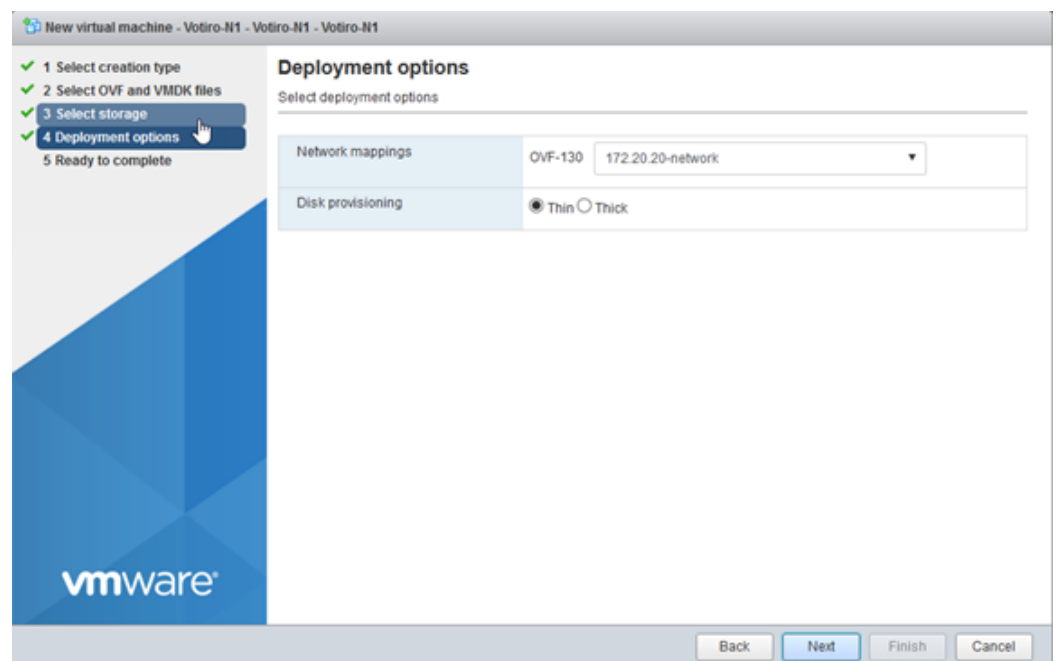 New virtual machine - Votiro-N1 - Votiro-N1 - Votiro-N1
1 Select creation type
2 Select OVF and VMDK files
3 Select storage
4 Deployment options
5 Ready to complete
Deployment options
Select deployment options
Network mappings
OVF-130 172.20.20-network
Disk provisioning
Thin Thick
vmware®
Back Next Finish Cancel